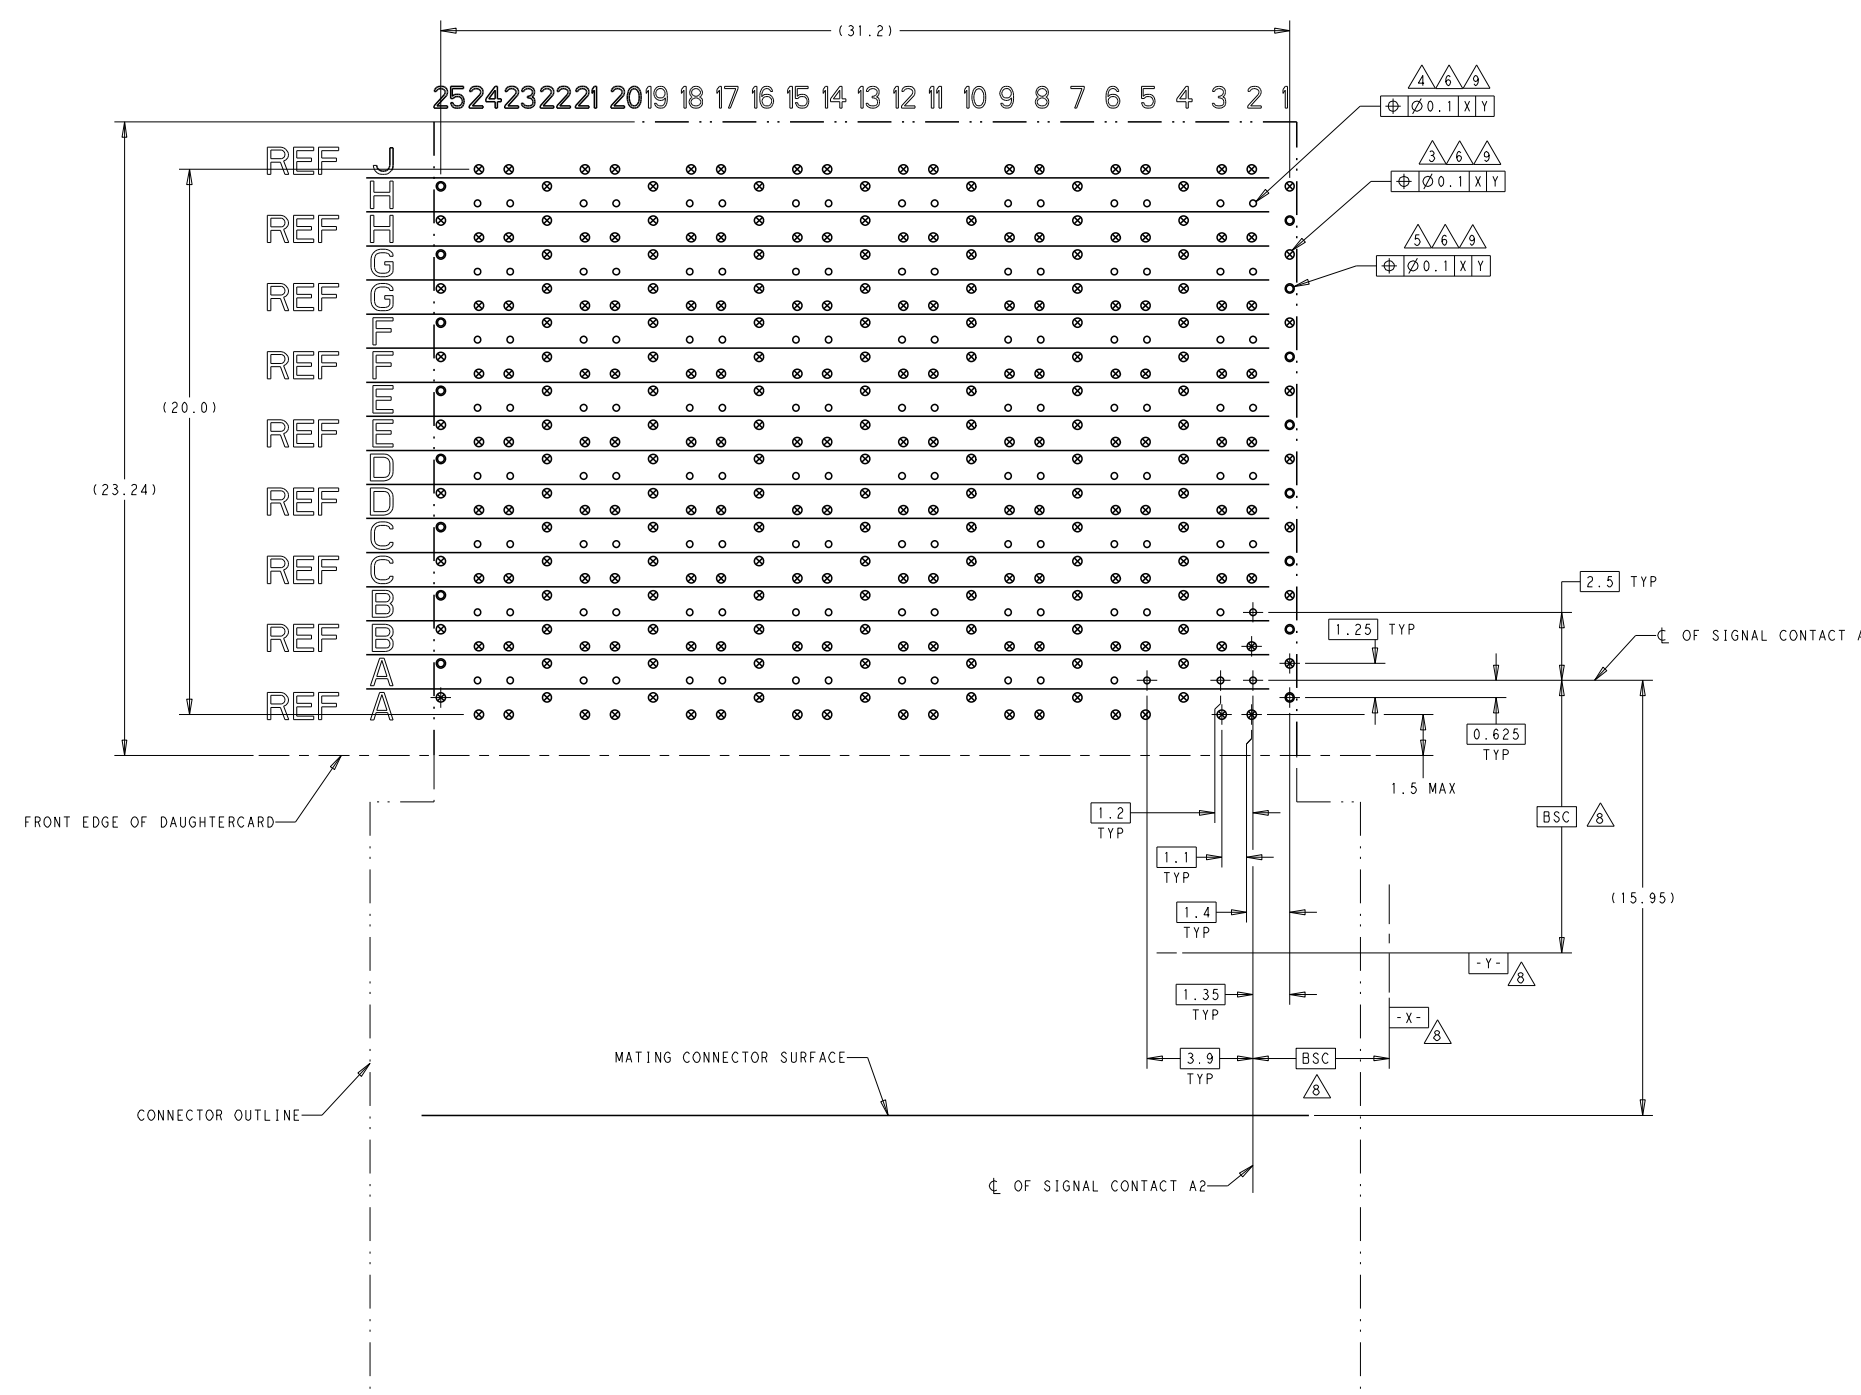 (31.2)
4 6 9
25 24 23 22 21 20 19 18 17 16 15 14 13 12 11 10 9 8 7 6 5 4 3 2 1
⌖ Ø0.1 X Y
3 6 9
REF J
⌖ Ø0.1 X Y
H
REF H
5 6 9
G
⌖ Ø0.1 X Y
REF G
F
REF F
E
(20.0)
REF E
D
(23.24)
REF D
C
REF C
2.5 TYP
B
1.25 TYP
REF B
℄ OF SIGNAL CONTACT
A
REF A
0.625
TYP
1.5 MAX
1.2
TYP
BSC 8
FRONT EDGE OF DAUGHTERCARD
1.1
TYP
(15.95)
1.4
TYP
-Y- 8
1.35
TYP
-X- 8
MATING CONNECTOR SURFACE
3.9
TYP
BSC
8
CONNECTOR OUTLINE
℄ OF SIGNAL CONTACT A2